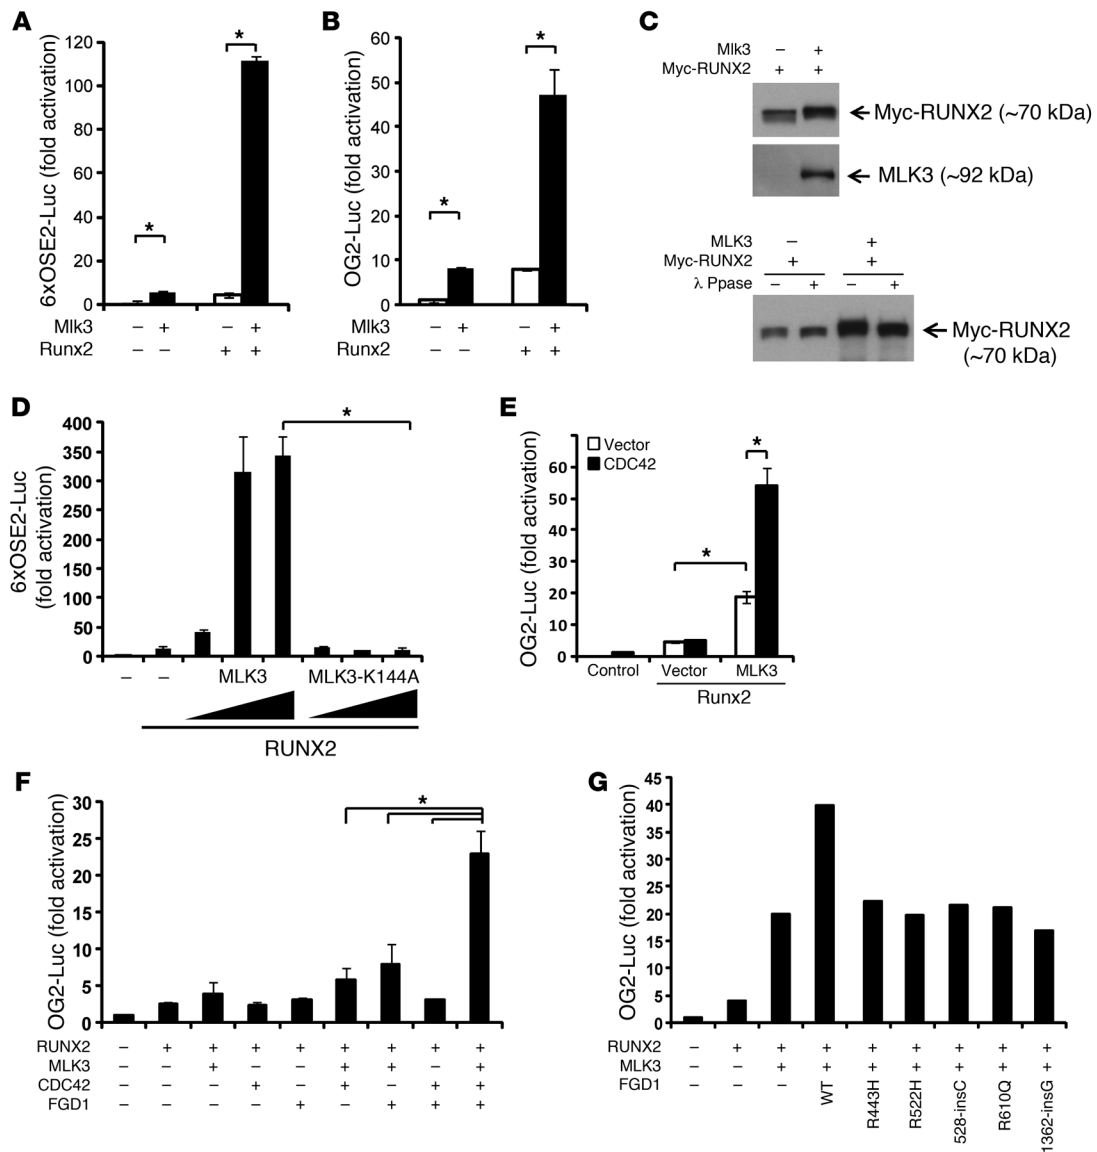 A
6xOSE2-Luc (fold activation)
120
100
80
60
40
20
0
*
*
Mlk3 – + – +
Runx2 – – + +
B
OG2-Luc (fold activation)
60
50
40
30
20
10
0
*
*
Mlk3 – + – +
Runx2 – – + +
C
Mlk3 – +
Myc-RUNX2 + +
Myc-RUNX2 (~70 kDa)
MLK3 (~92 kDa)
MLK3 – +
Myc-RUNX2 + +
λ Ppase – + – +
Myc-RUNX2
(~70 kDa)
D
6xOSE2-Luc
(fold activation)
400
350
300
250
200
150
100
50
0
*
– – MLK3 MLK3-K144A
RUNX2
E
OG2-Luc (fold activation)
60
50
40
30
20
10
0
Vector
CDC42
*
*
Control Vector MLK3
Runx2
F
OG2-Luc (fold activation)
30
25
20
15
10
5
0
*
RUNX2 – + + + + + + + +
MLK3 – – + – – + + – +
CDC42 – – – + – + – + +
FGD1 – – – – + – + + +
G
OG2-Luc (fold activation)
45
40
35
30
25
20
15
10
5
0
RUNX2 – + + + + + + + +
MLK3 – – + + + + + + +
FGD1 – – – WT R443H R522H 528-insC R610Q 1362-insG